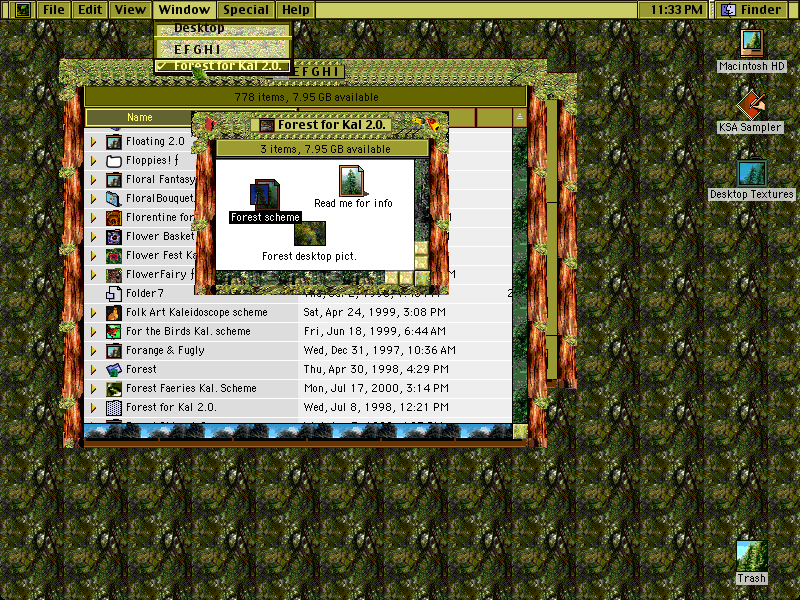 File Edit View Window Special Help 11:33 PM Finder
Desktop
E F G H I
✓ Forest for Kal 2.0.
E F G H I
778 items, 7.95 GB available
Name
Floating 2.0
Floppies! ƒ
Floral Fantasy
FloralBouquet
Florentine for
Flower Basket
Flower Fest Ka
FlowerFairy ƒ
Folder7
Folk Art Kaleidoscope scheme Sat, Apr 24, 1999, 3:08 PM
For the Birds Kal. scheme Fri, Jun 18, 1999, 6:44 AM
Forange & Fugly Wed, Dec 31, 1997, 10:36 AM
Forest Thu, Apr 30, 1998, 4:29 PM
Forest Faeries Kal. Scheme Mon, Jul 17, 2000, 3:14 PM
Forest for Kal 2.0. Wed, Jul 8, 1998, 12:21 PM
Forest for Kal 2.0.
3 items, 7.95 GB available
Forest scheme
Read me for info
Forest desktop pict.
Macintosh HD
KSA Sampler
Desktop Textures
Trash